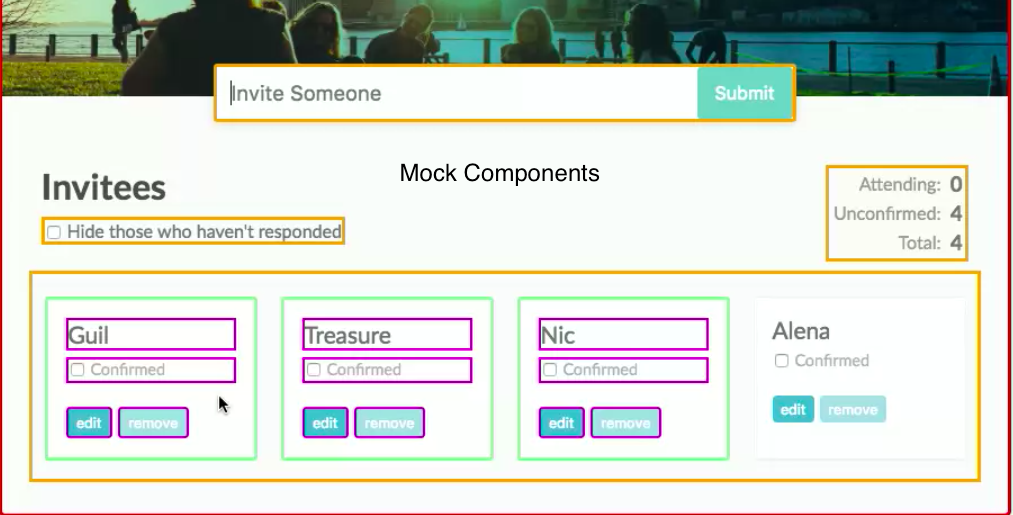 Invite Someone Submit
Mock Components
Invitees
Attending: 0
Unconfirmed: 4
Total: 4
Hide those who haven't responded
Guil Treasure Nic Alena
Confirmed Confirmed Confirmed Confirmed
edit remove edit remove edit remove edit remove